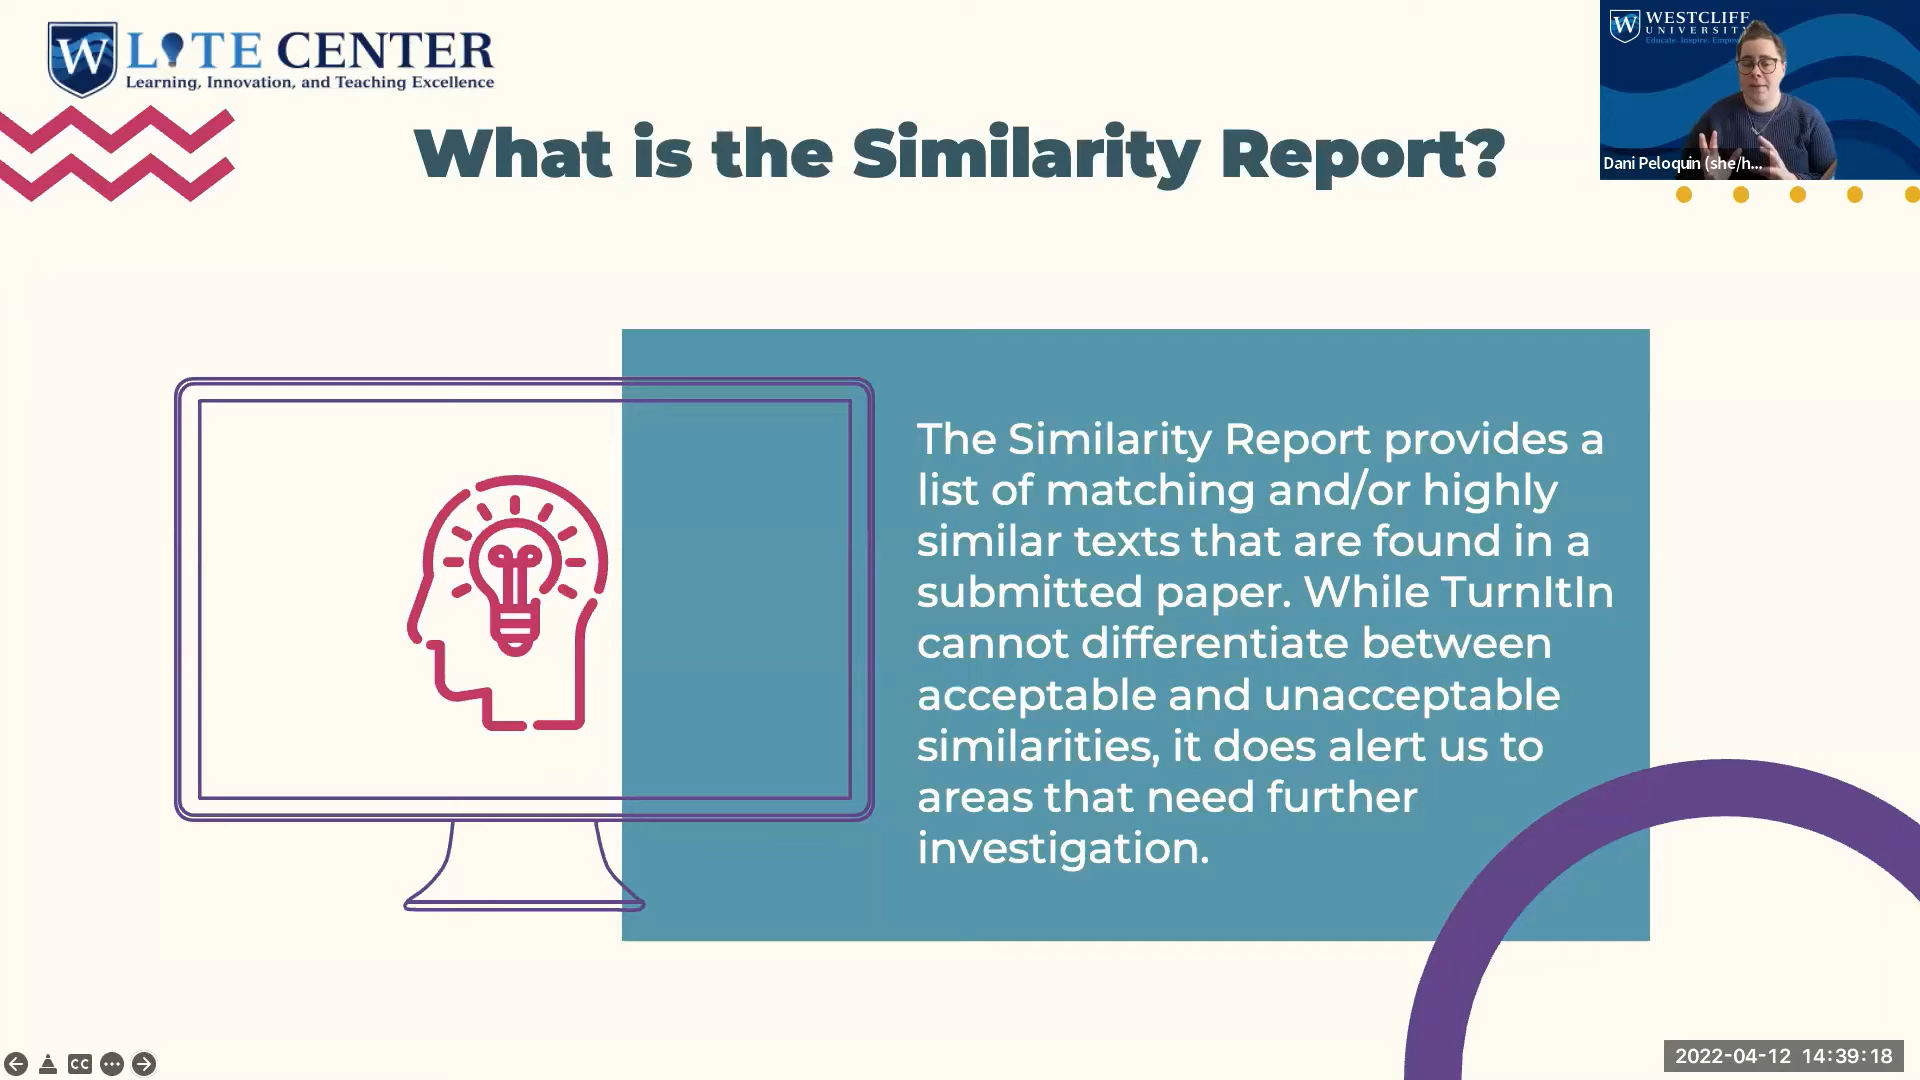 W LITE CENTER
Learning, Innovation, and Teaching Excellence
WESTCLIFF
UNIVERSITY
Educate. Inspire. Empow
Dani Peloquin (she/h...
What is the Similarity Report?
The Similarity Report provides a
list of matching and/or highly
similar texts that are found in a
submitted paper. While TurnItIn
cannot differentiate between
acceptable and unacceptable
similarities, it does alert us to
areas that need further
investigation.
CC
2022-04-12 14:39:18